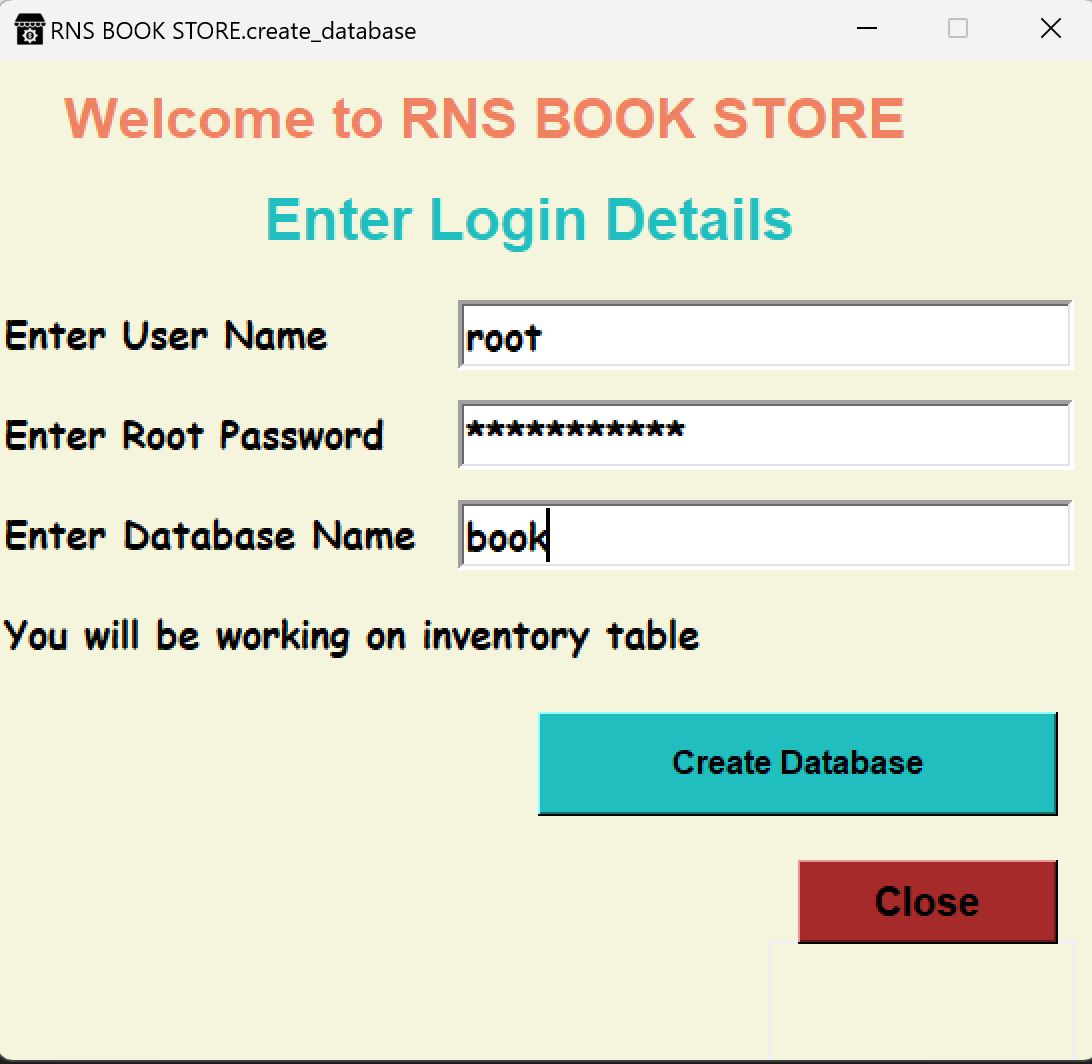 RNS BOOK STORE.create_database
Welcome to RNS BOOK STORE
Enter Login Details
Enter User Name root
Enter Root Password ***********
Enter Database Name book
You will be working on inventory table
Create Database
Close